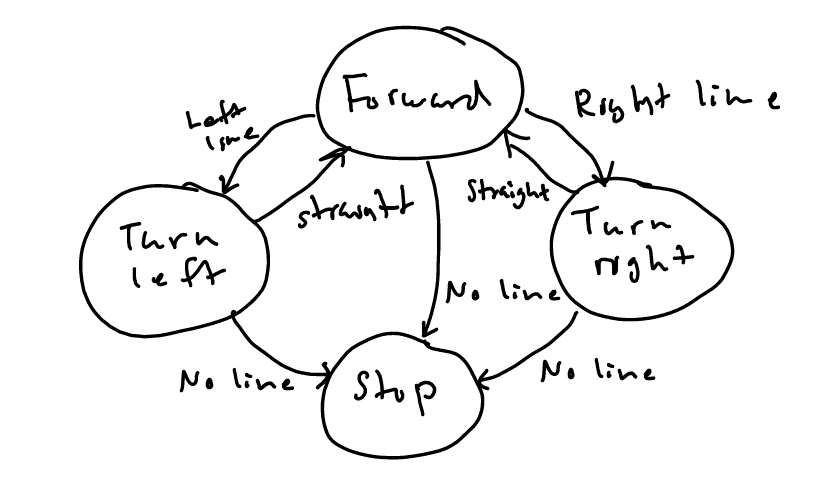 Forward
Left
line
Right line
straight
Straight
Turn
left
Turn
right
No line
No line
No line
Stop